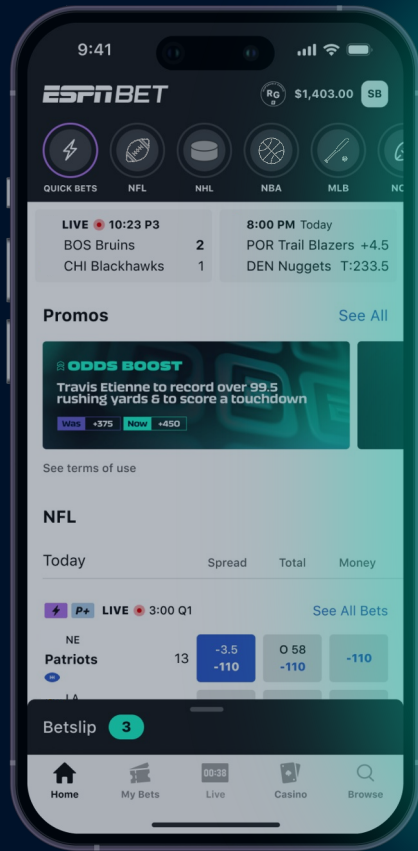 9:41
ESPN BET RG $1,403.00 SB
QUICK BETS NFL NHL NBA MLB NC
LIVE 10:23 P3
BOS Bruins 2
CHI Blackhawks 1
8:00 PM Today
POR Trail Blazers +4.5
DEN Nuggets T:233.5
Promos See All
ODDS BOOST
Travis Etienne to record over 99.5
rushing yards & to score a touchdown
Was +375 Now +450
See terms of use
NFL
Today Spread Total Money
P+ LIVE 3:00 Q1 See All Bets
NE
Patriots 13 -3.5 -110 O 58 -110 -110
LA
Betslip 3
00:38
Home My Bets Live Casino Browse